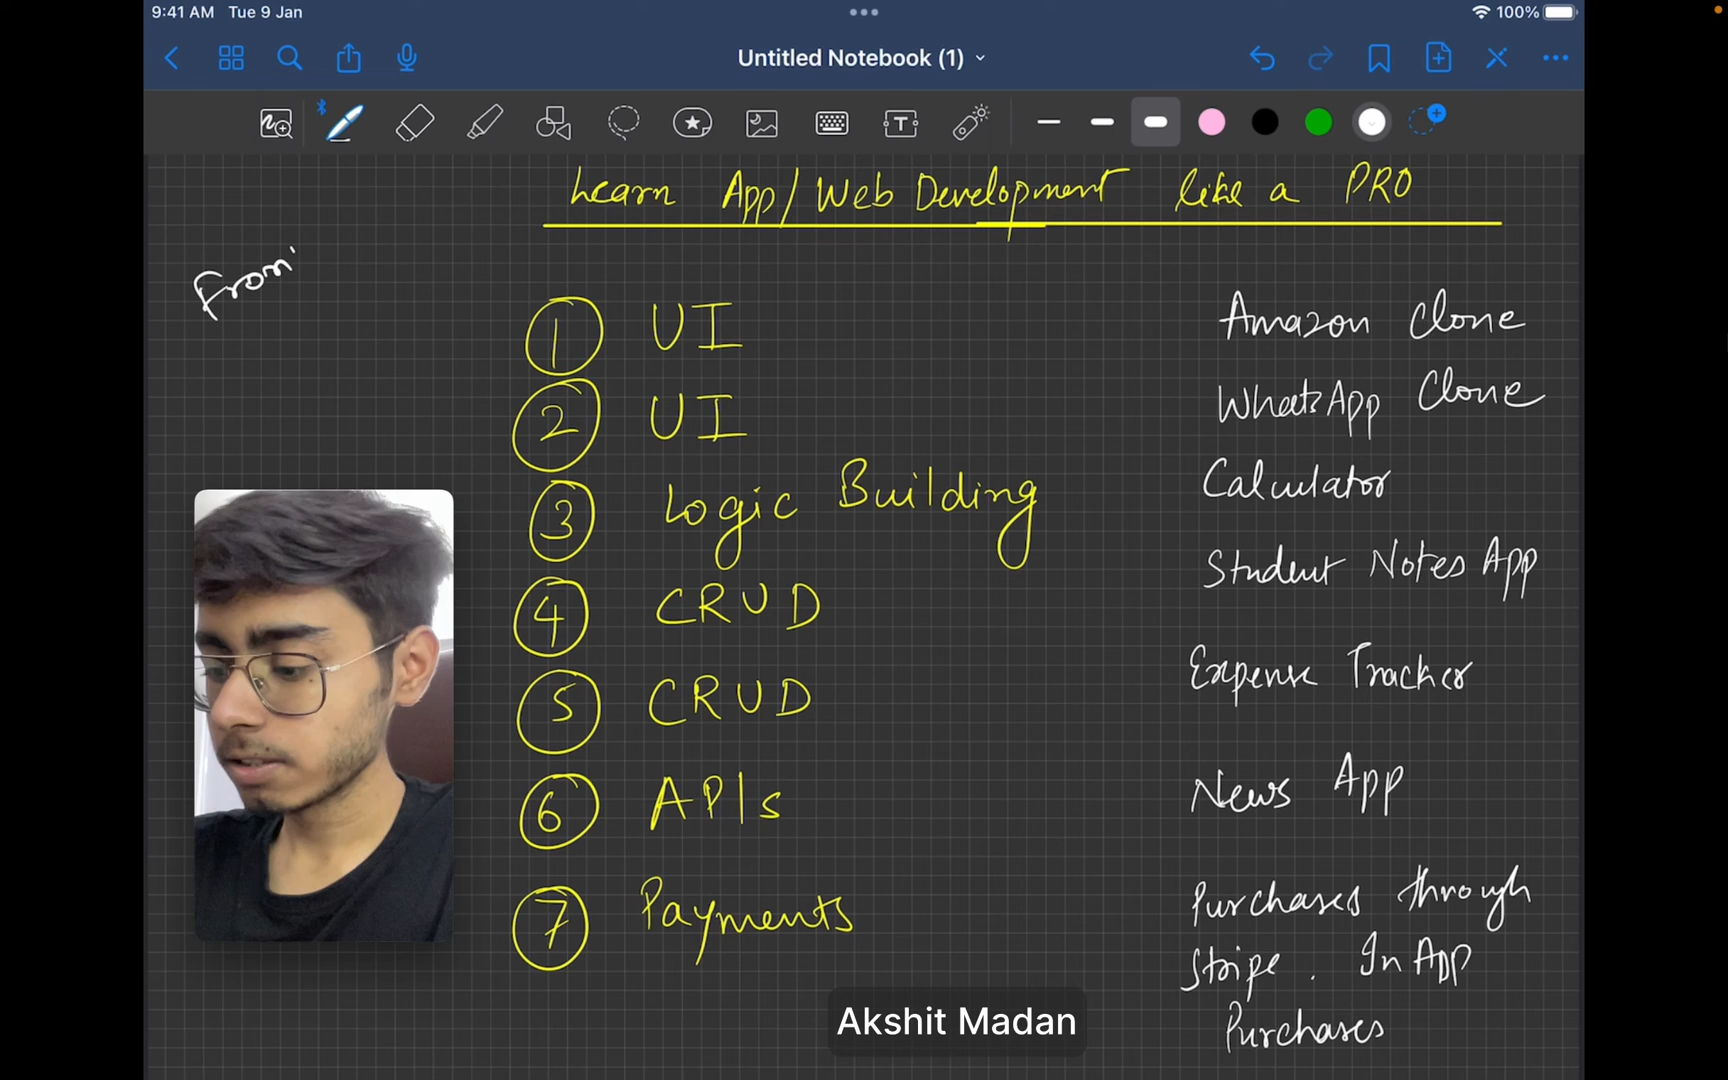 9:41 AM Tue 9 Jan
100%
Untitled Notebook (1)
Learn App/Web Development like a PRO
From
1 UI Amazon Clone
2 UI WhatsApp Clone
3 Logic Building Calculator
4 CRUD Student Notes App
5 CRUD Expense Tracker
6 APIs News App
7 Payments Purchases through
Stripe. In App
Purchases
Akshit Madan